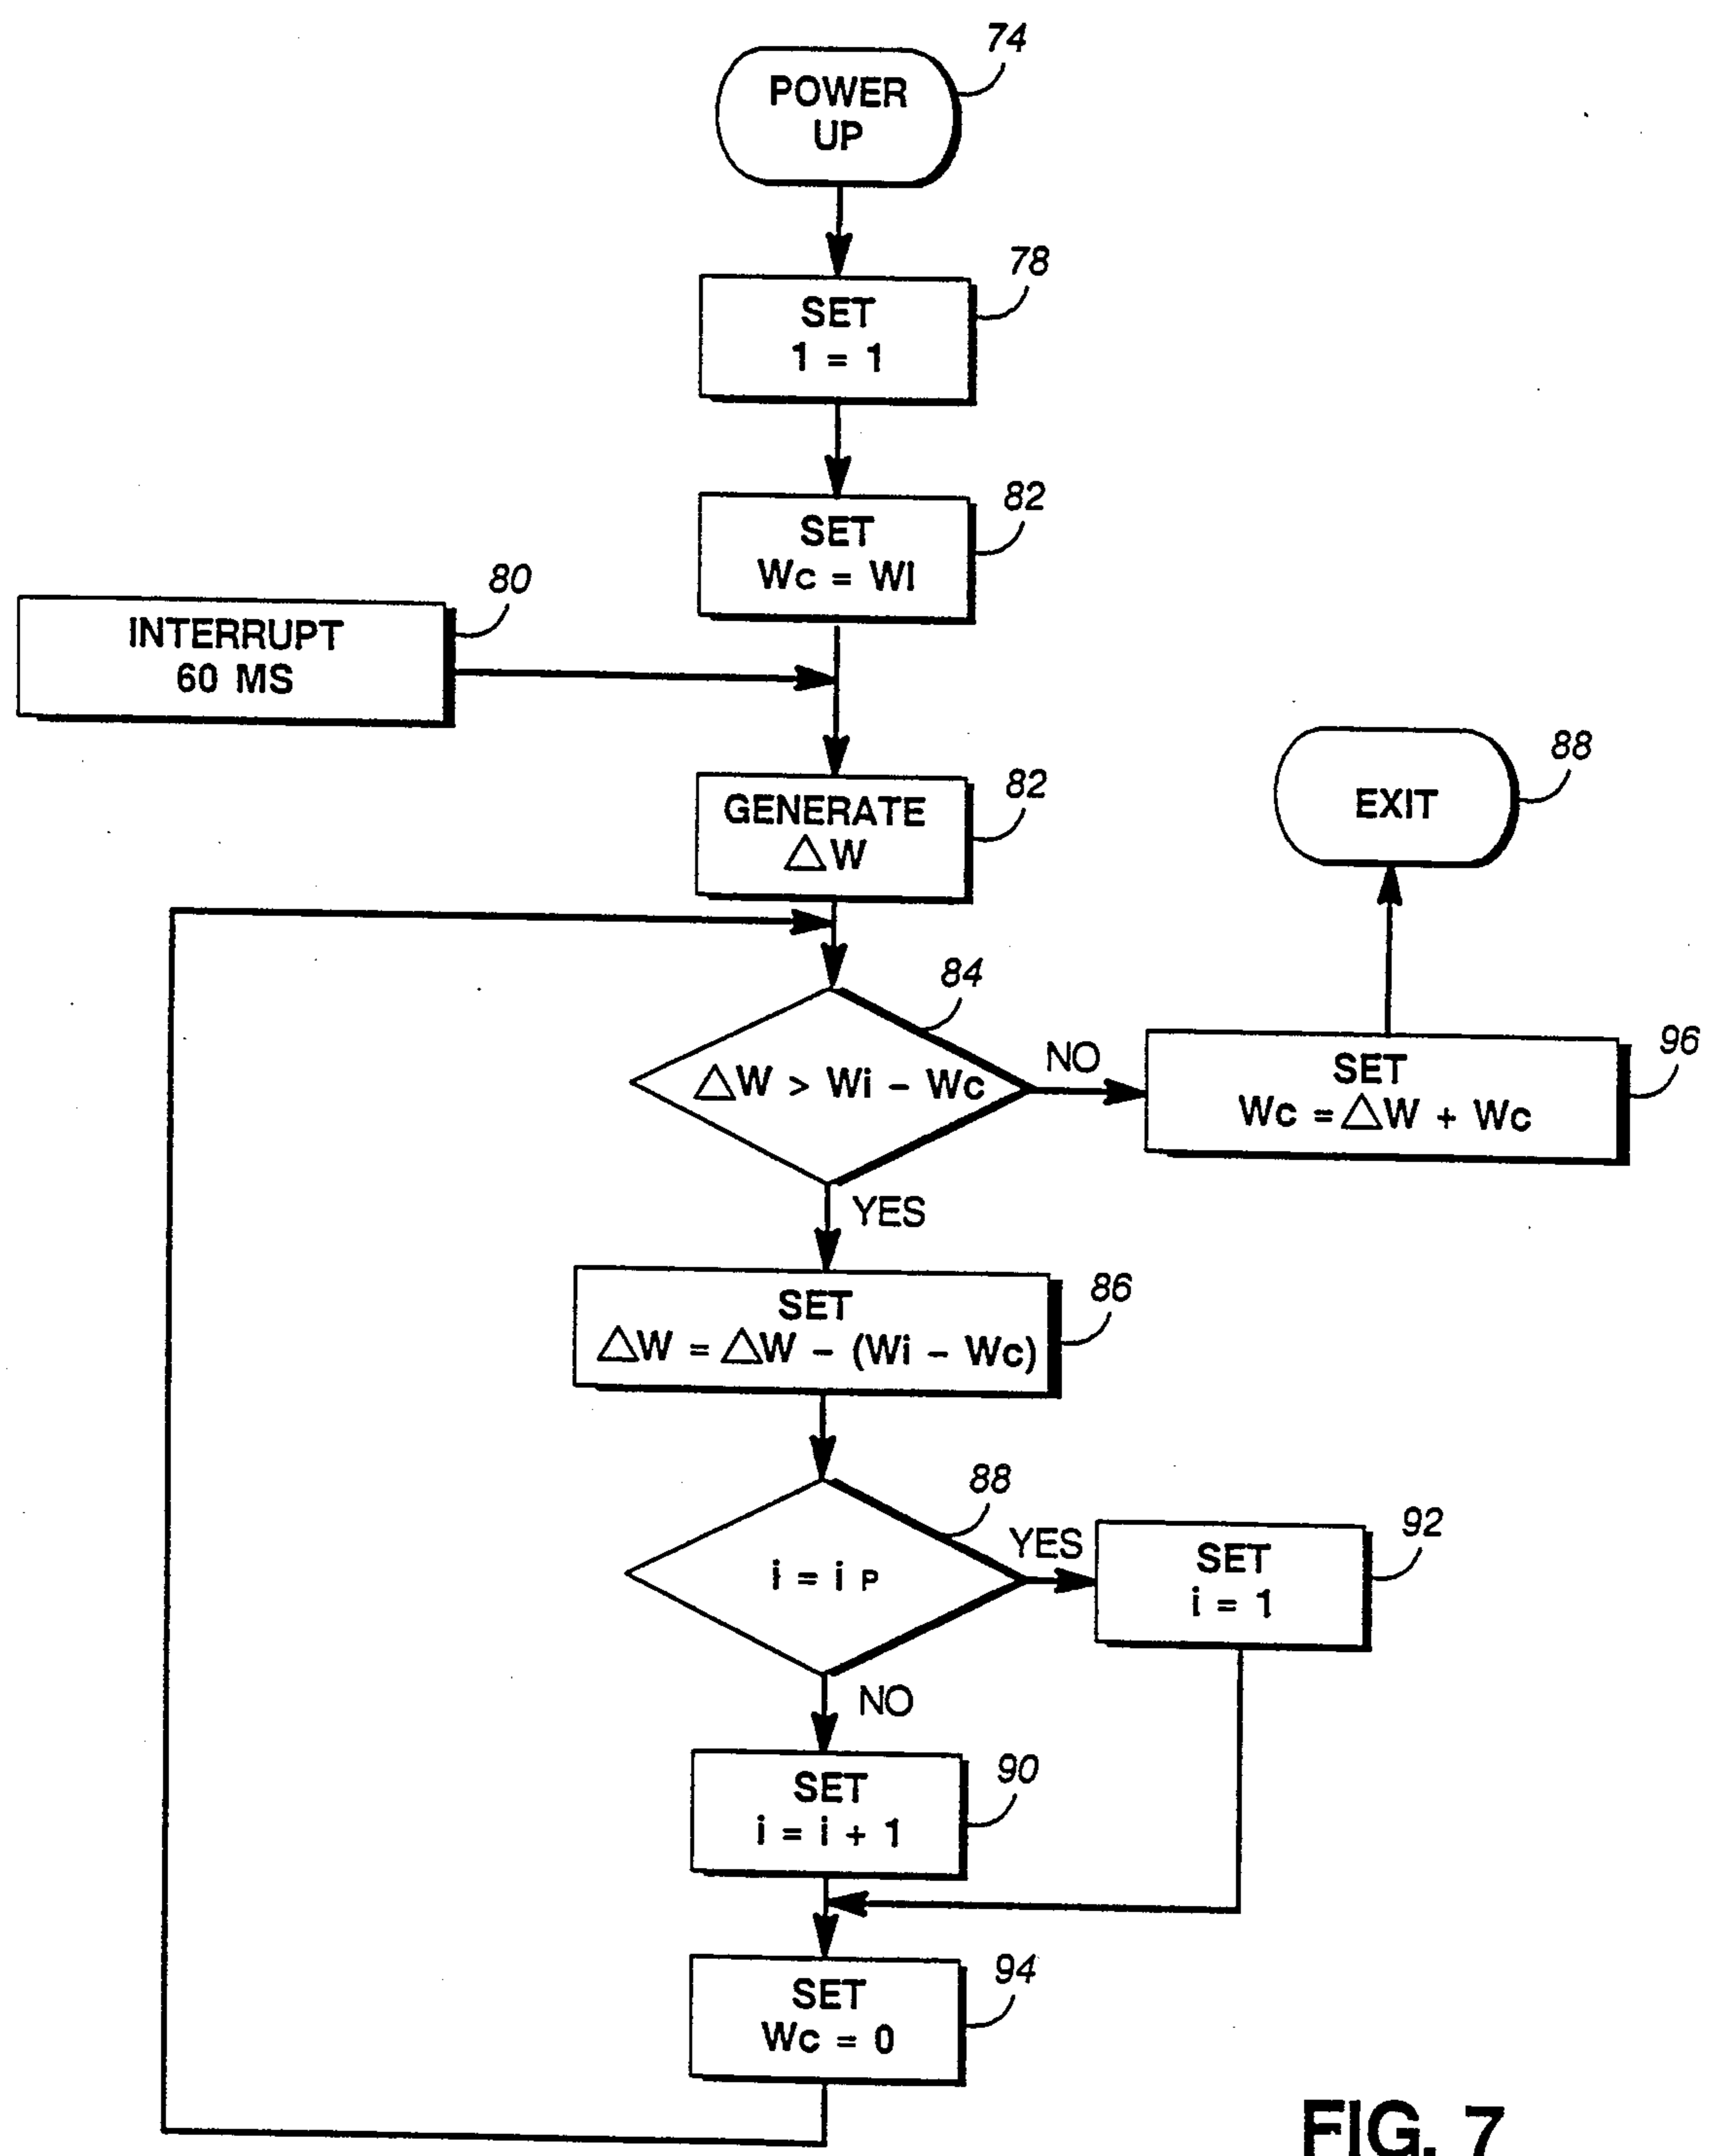 74
POWER
UP
78
SET
1 = 1
82
SET
Wc = WI
80
INTERRUPT
60 MS
82
GENERATE
△W
88
EXIT
84
△W > Wi - Wc
NO
96
SET
Wc = △W + Wc
YES
86
SET
△W = △W - (Wi - Wc)
88
i = i P
YES
92
SET
i = 1
NO
90
SET
i = i + 1
94
SET
Wc = 0
FIG. 7